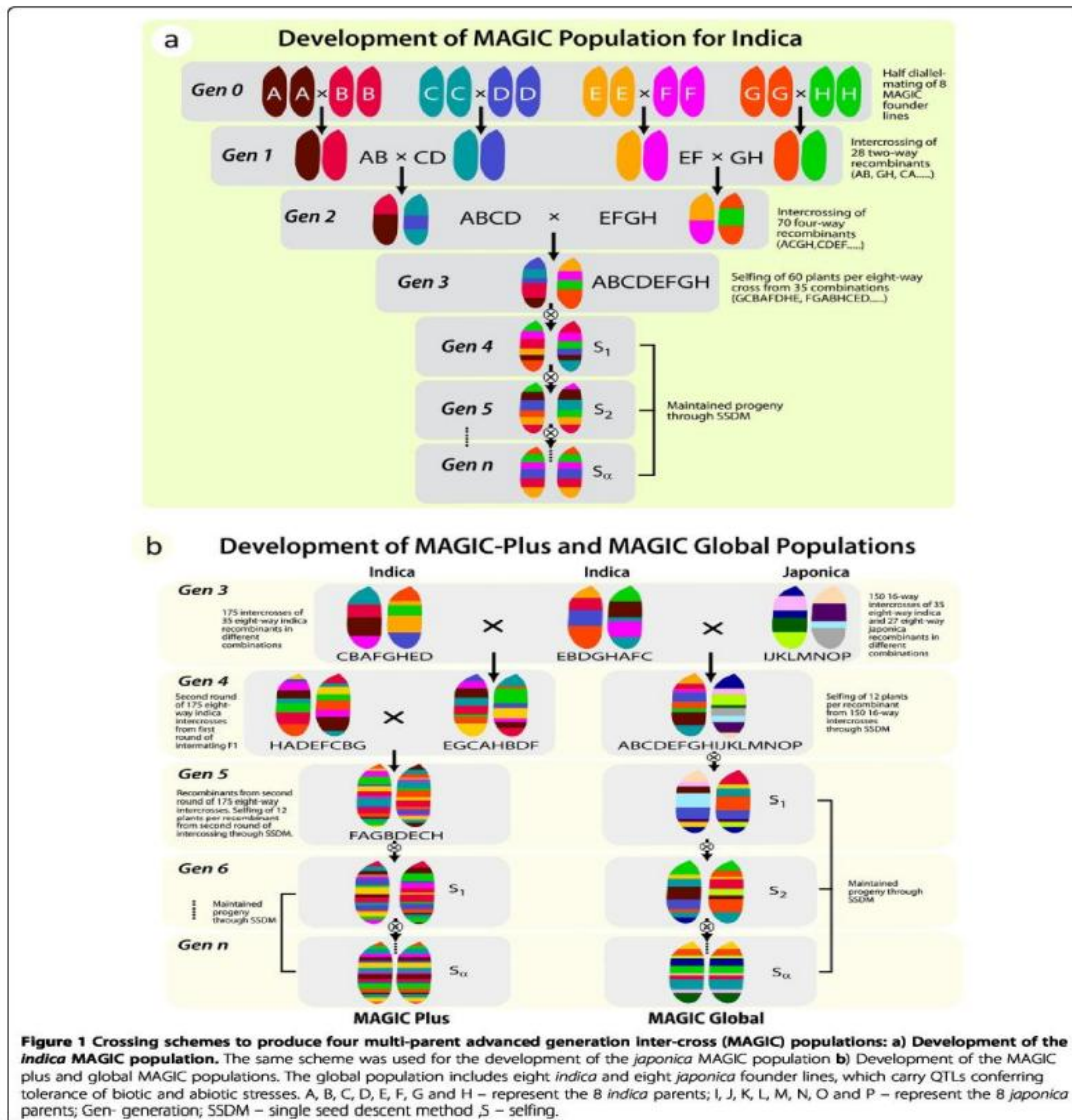 a
Development of MAGIC Population for Indica
Gen 0
A A × B B
C C × D D
E E × F F
G G × H H
Half diallel-
mating of 8
MAGIC
founder
lines
Gen 1
AB × CD
EF × GH
Intercrossing of
28 two-way
recombinants
(AB, GH, CA.....)
Gen 2
ABCD × EFGH
Intercrossing of
70 four-way
recombinants
(ACGH,CDEF.....)
Gen 3
ABCDEFGH
Selfing of 60 plants per eight-way
cross from 35 combinations
(GCBAFDHE, FGABHCED.....)
Gen 4
S1
Gen 5
S2
Maintained progeny
through SSDM
Gen n
Sα
b
Development of MAGIC-Plus and MAGIC Global Populations
Indica
Indica
Japonica
Gen 3
175 intercrosses of
35 eight-way indica
recombinants in
different
combinations
CBAFGHED
×
EBDGHAFC
×
IJKLMNOP
150 16-way
intercrosses of 35
eight-way indica
and 27 eight-way
Japonica
recombinants in
different
combinations
Gen 4
Second round
of 175 eight-
way indica
intercrosses
from first
round of
intermating F1
HADEFCBG
×
EGCAHBDF
ABCDEFGHIJKLMNOP
Selfing of 12 plants
per recombinant
from 150 16-way
intercrosses
through SSDM
Gen 5
Recombinants from second
round of 175 eight-way
intercrosses. Selfing of 12
plants per recombinant
from second round of
intercossing through SSDM.
FAGBDECH
S1
Gen 6
Maintained
progeny
through SSDM
S1
S2
Maintained progeny
through SSDM
Gen n
Sα
Sα
MAGIC Plus
MAGIC Global
Figure 1 Crossing schemes to produce four multi-parent advanced generation inter-cross (MAGIC) populations: a) Development of the
indica MAGIC population. The same scheme was used for the development of the japonica MAGIC population b) Development of the MAGIC
plus and global MAGIC populations. The global population includes eight indica and eight japonica founder lines, which carry QTLs conferring
tolerance of biotic and abiotic stresses. A, B, C, D, E, F, G and H – represent the 8 indica parents; I, J, K, L, M, N, O and P – represent the 8 japonica
parents; Gen- generation; SSDM – single seed descent method ,S – selfing.